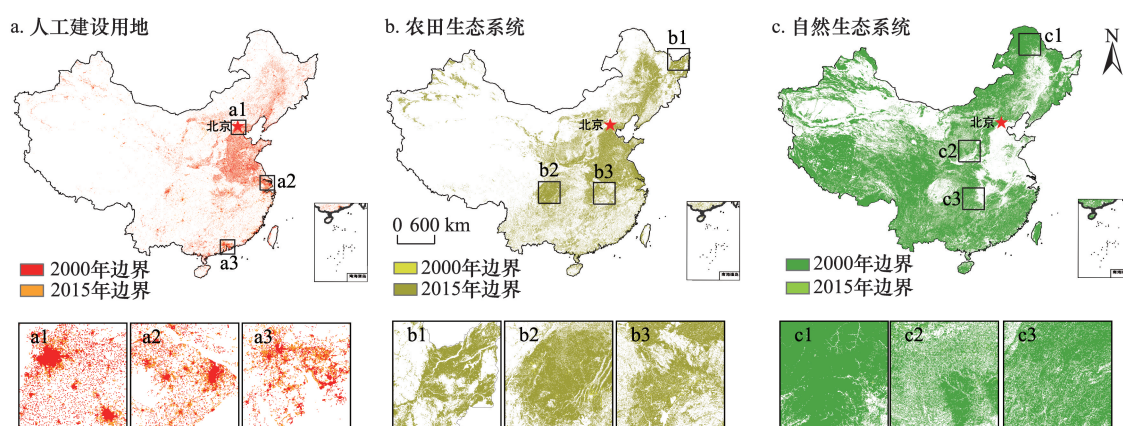 a. 人工建设用地
a1
北京
a2
a3
2000年边界
2015年边界
南海诸岛
a1
a2
a3
b. 农田生态系统
b1
北京
b2
b3
0 600 km
2000年边界
2015年边界
b1
b2
b3
c. 自然生态系统
c1
N
北京
c2
c3
2000年边界
2015年边界
c1
c2
c3